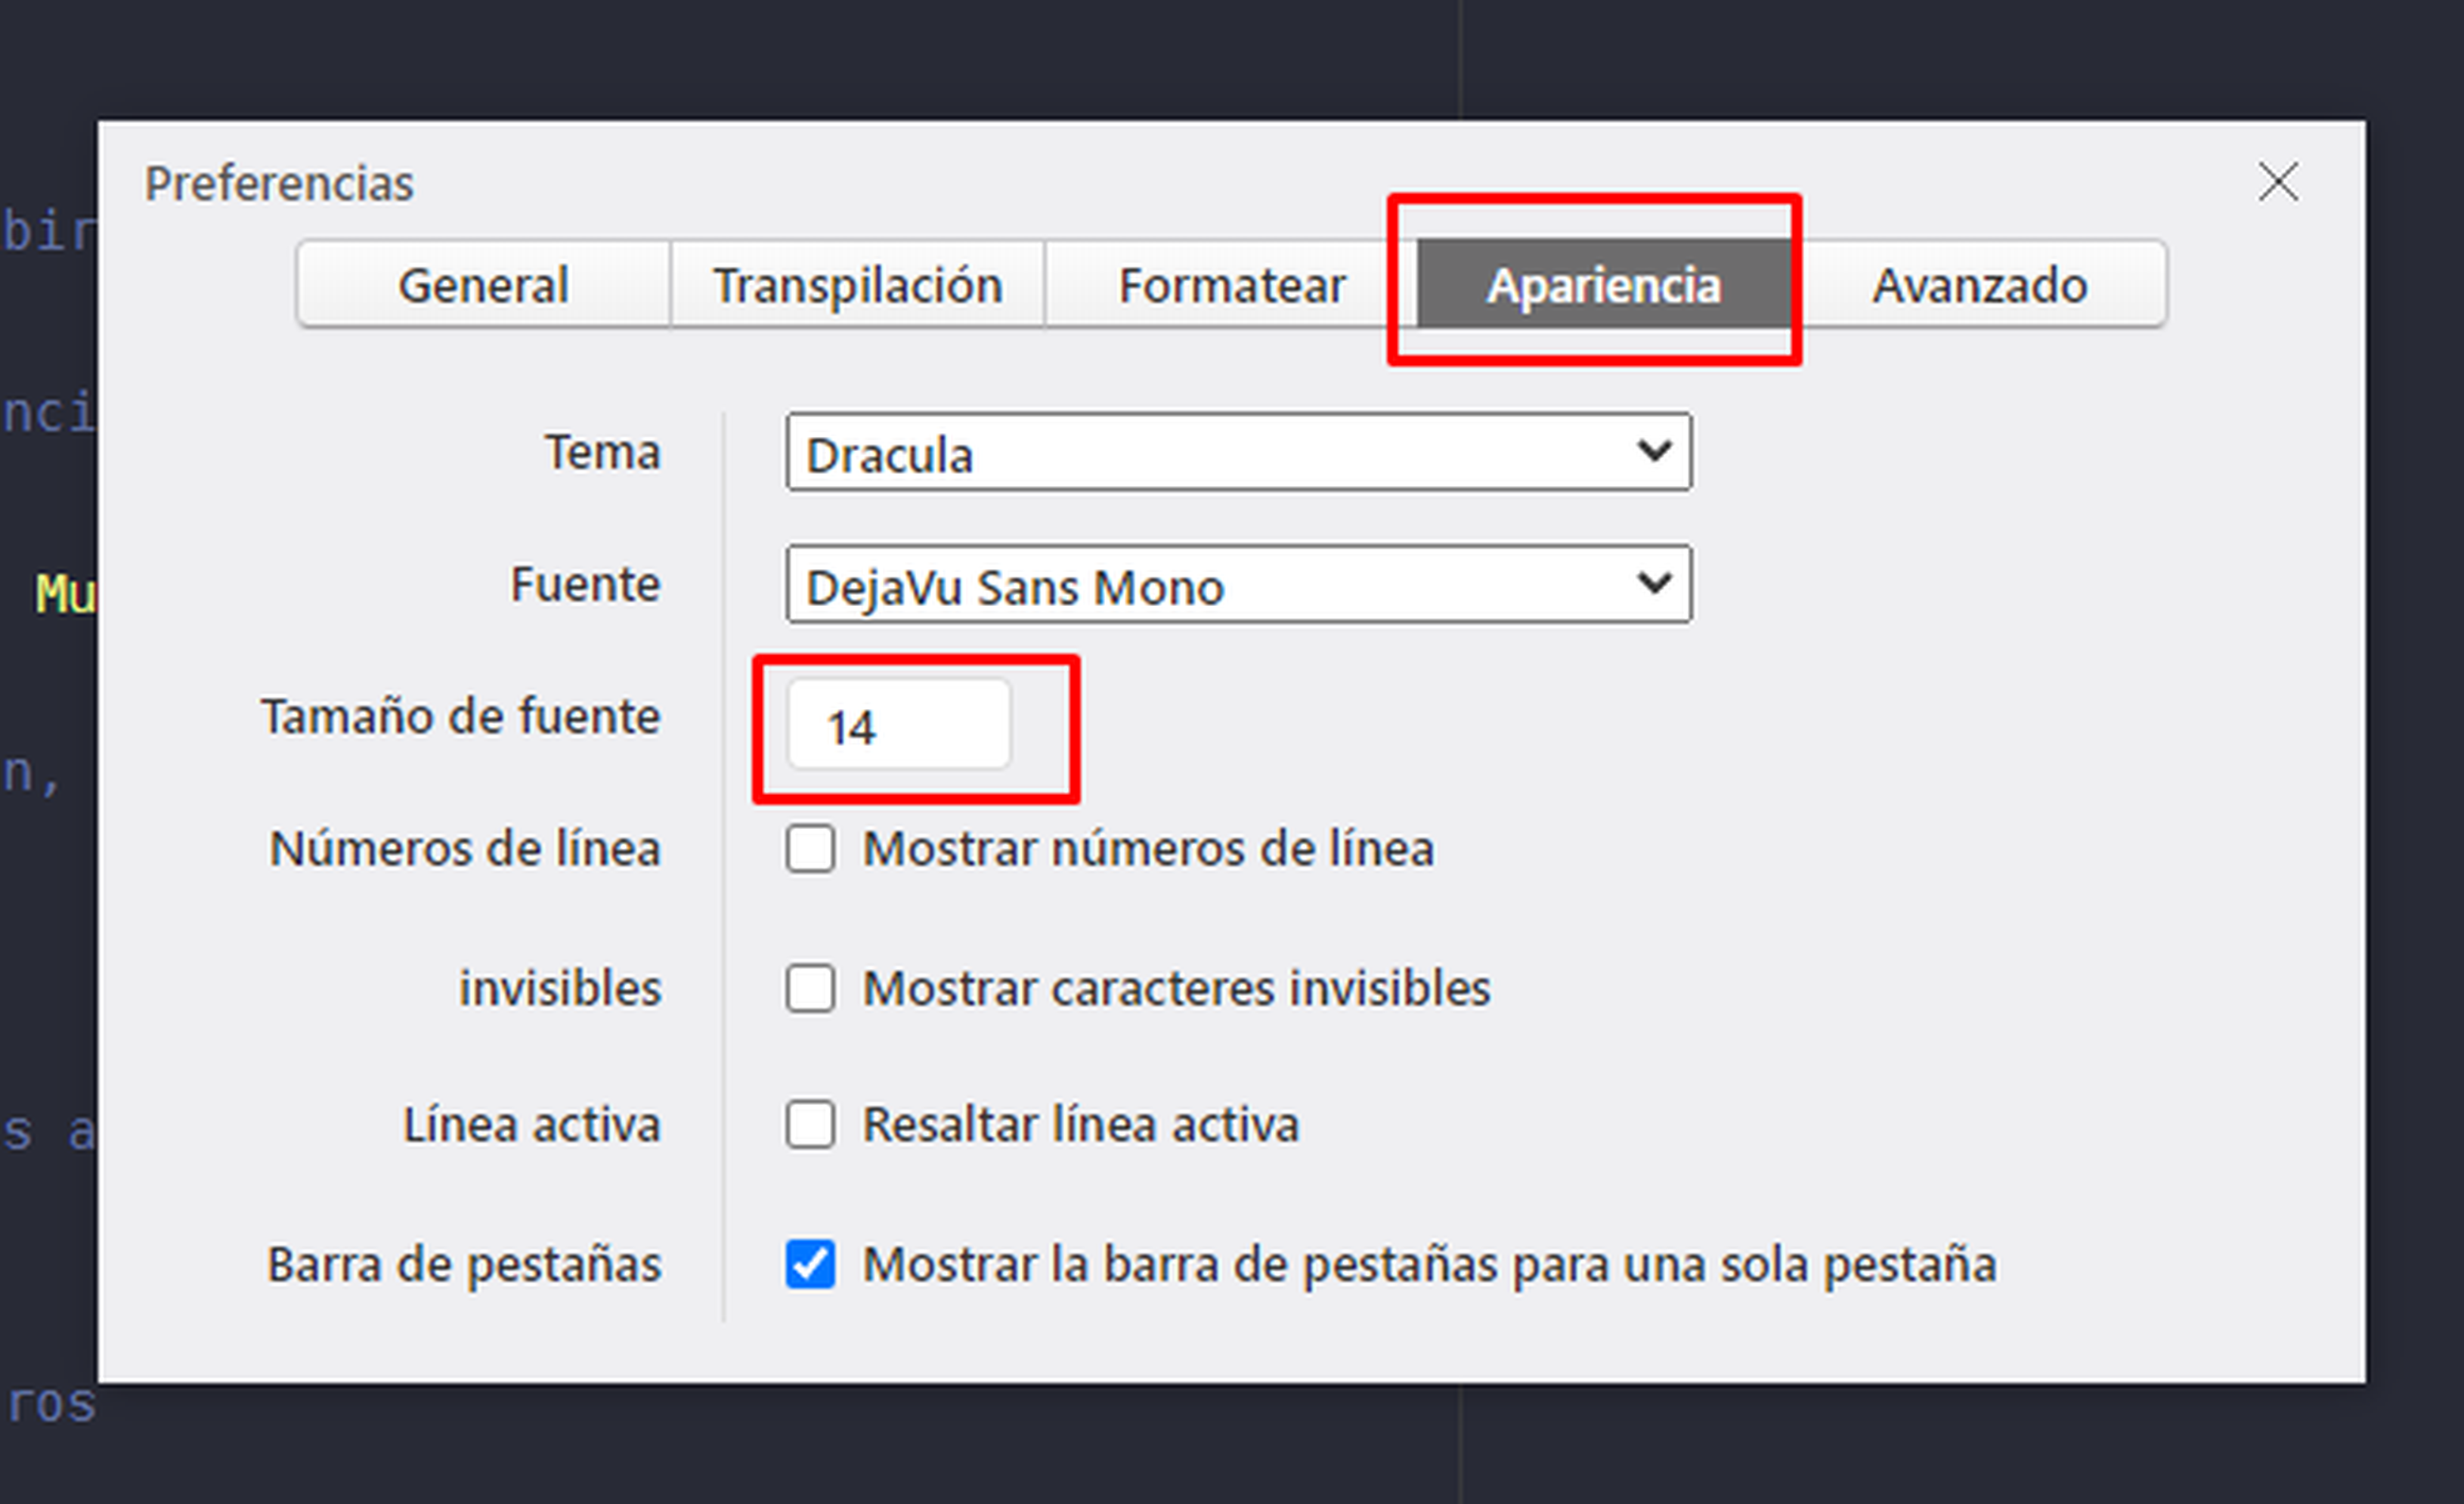 Preferencias
bir
General Transpilación Formatear Apariencia Avanzado
nci
Tema Dracula
Fuente DejaVu Sans Mono
Mu
Tamaño de fuente 14
n,
Números de línea Mostrar números de línea
invisibles Mostrar caracteres invisibles
Línea activa Resaltar línea activa
s a
Barra de pestañas Mostrar la barra de pestañas para una sola pestaña
ros